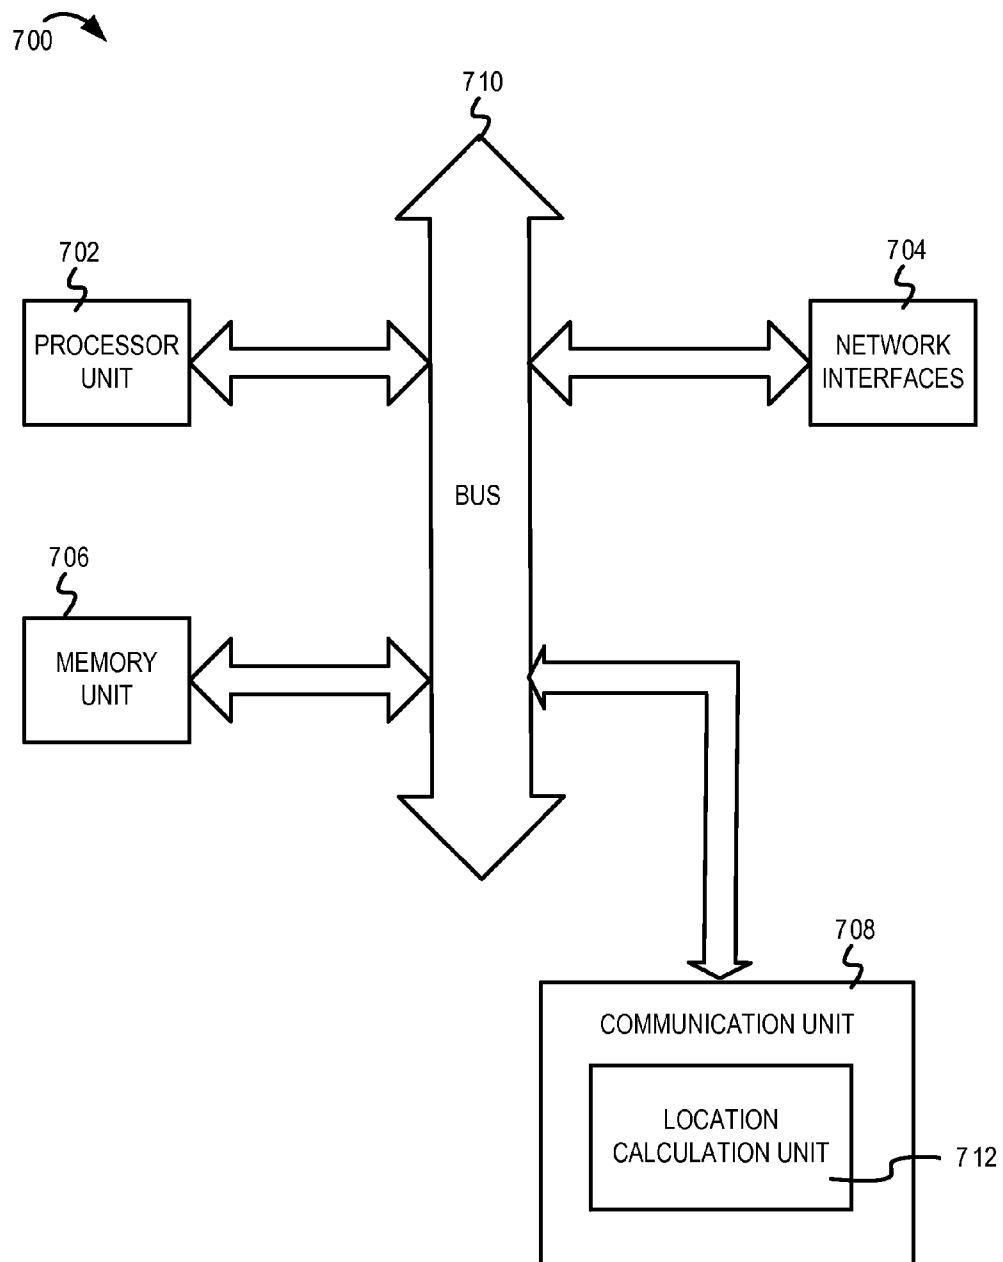 700
710
702
704
PROCESSOR
UNIT
NETWORK
INTERFACES
BUS
706
MEMORY
UNIT
708
COMMUNICATION UNIT
LOCATION
CALCULATION UNIT
712